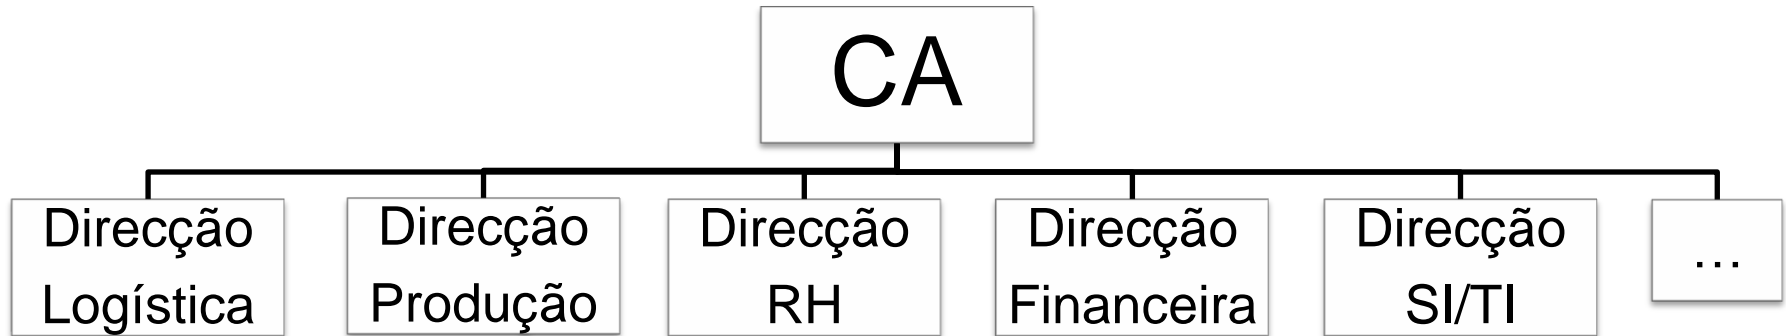 CA
Direcção
Logística
Direcção
Produção
Direcção
RH
Direcção
Financeira
Direcção
SI/TI
…